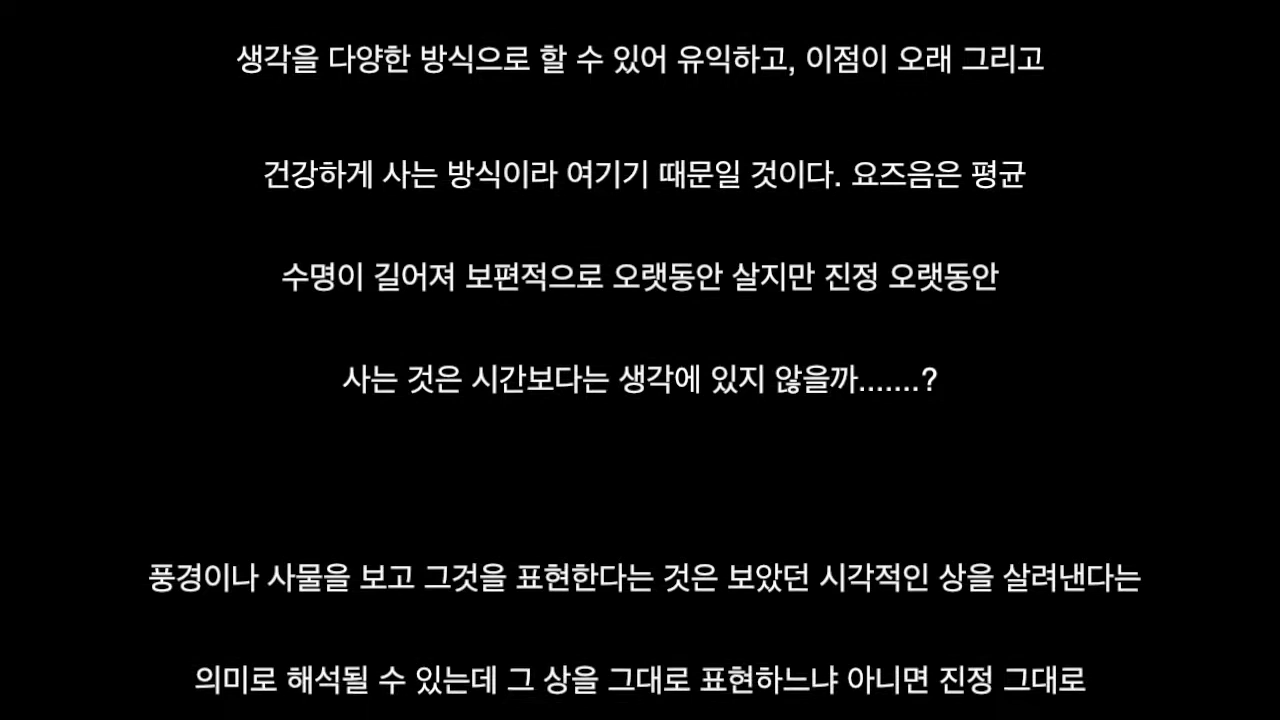 생각을 다양한 방식으로 할 수 있어 유익하고, 이점이 오래 그리고
건강하게 사는 방식이라 여기기 때문일 것이다. 요즈음은 평균
수명이 길어져 보편적으로 오랫동안 살지만 진정 오랫동안
사는 것은 시간보다는 생각에 있지 않을까.......?
풍경이나 사물을 보고 그것을 표현한다는 것은 보았던 시각적인 상을 살려낸다는
의미로 해석될 수 있는데 그 상을 그대로 표현하느냐 아니면 진정 그대로